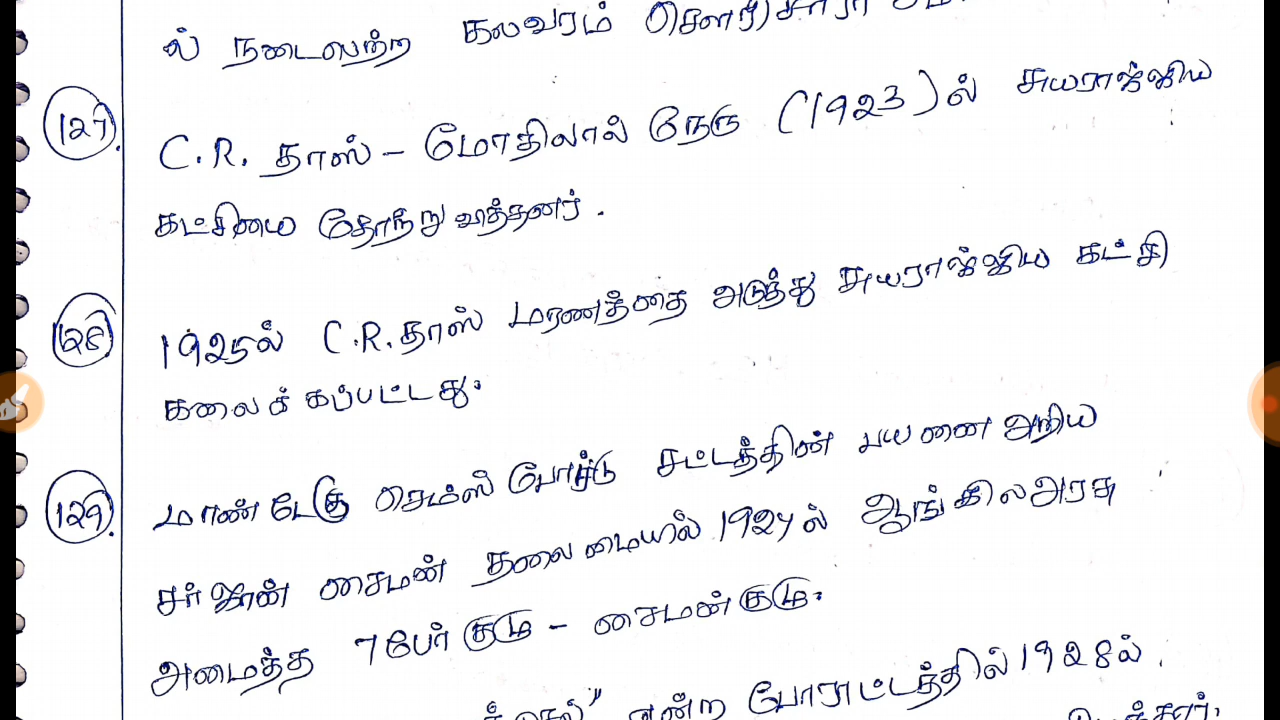 ல் நடைபெற்ற கலவரம் சௌரிசௌரா
127. C.R. தாஸ் – மோதிலால் நேரு (1923)ல் சுயராஜ்ஜிய
கட்சியை தோற்றுவித்தனர்.
128 1925ல் C.R.தாஸ் மரணத்தை அடுத்து சுயராஜ்ஜிய கட்சி
கலைக்கப்பட்டது.
129. மாண்டேகு செம்ஸ்போர்டு சட்டத்தின் பயனை அறிய
சர்ஜான் சைமன் தலைமையில் 1927ல் ஆங்கிலஅரசு
அமைத்த 7பேர் குழு – சைமன்குழு.
என்ற போராட்டத்தில் 1928ல்